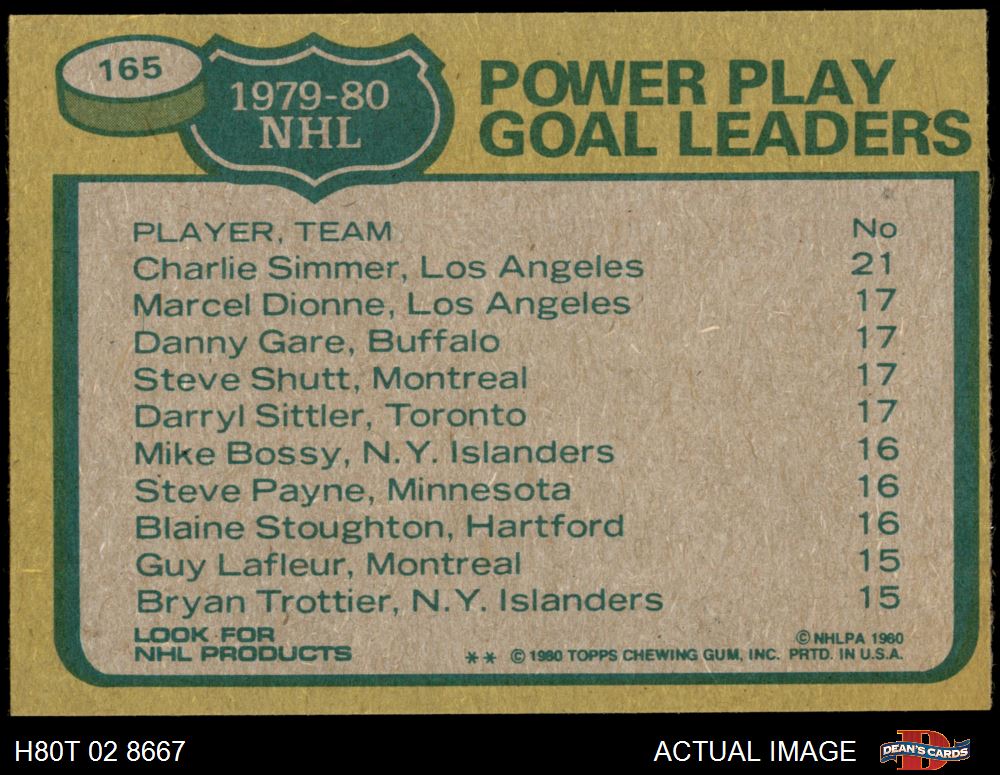 165
1979-80
NHL
POWER PLAY
GOAL LEADERS
PLAYER, TEAM No
Charlie Simmer, Los Angeles 21
Marcel Dionne, Los Angeles 17
Danny Gare, Buffalo 17
Steve Shutt, Montreal 17
Darryl Sittler, Toronto 17
Mike Bossy, N.Y. Islanders 16
Steve Payne, Minnesota 16
Blaine Stoughton, Hartford 16
Guy Lafleur, Montreal 15
Bryan Trottier, N.Y. Islanders 15
LOOK FOR
NHL PRODUCTS
© NHLPA 1980
** © 1980 TOPPS CHEWING GUM, INC. PRTD. IN U.S.A.
H80T 02 8667 ACTUAL IMAGE
D
DEAN'S CARDS